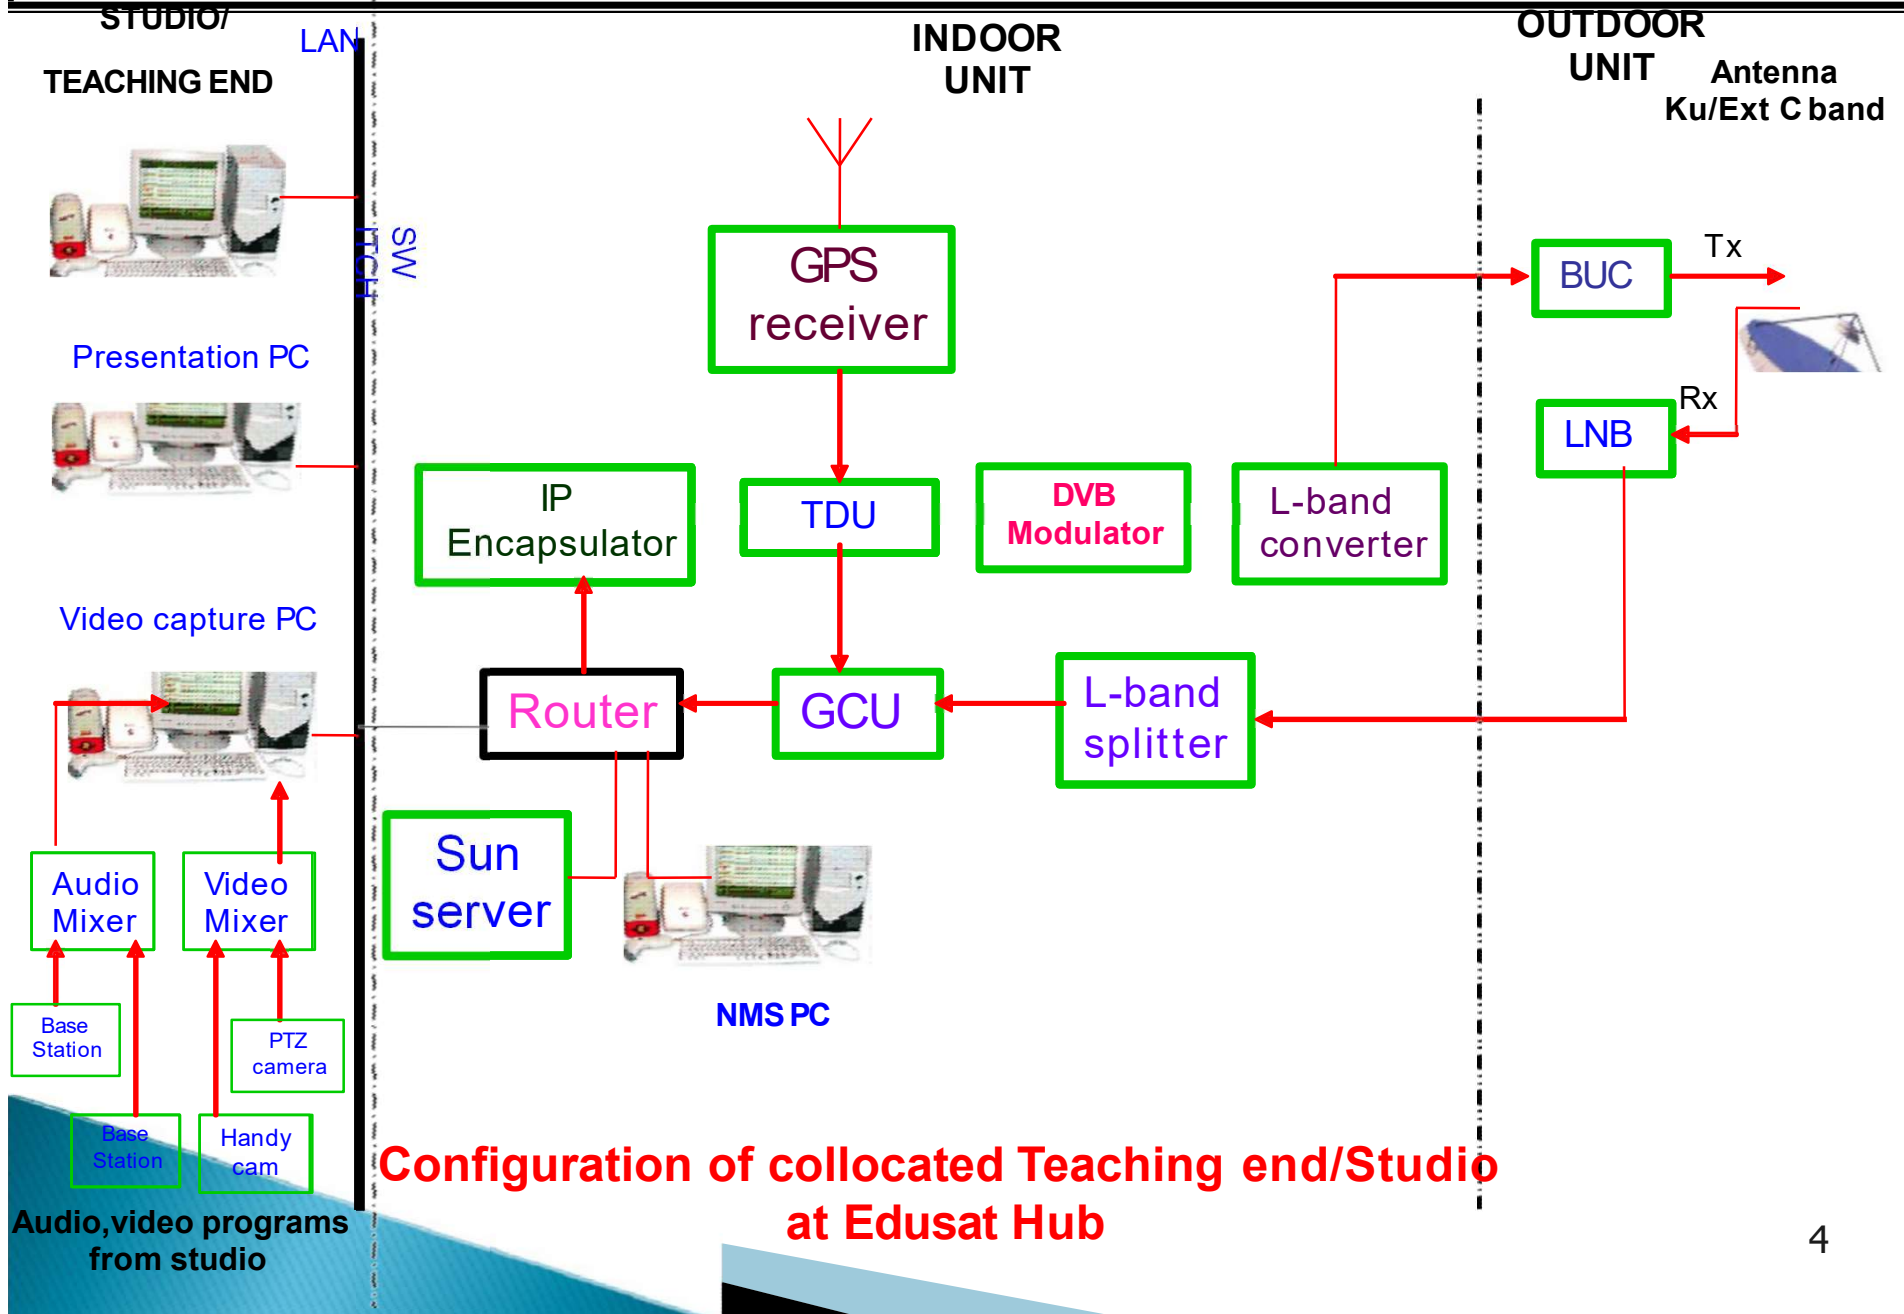 STUDIO/
TEACHING END
LAN
INDOOR
UNIT
OUTDOOR
UNIT
Antenna
Ku/Ext C band
SW
ITCH
GPS
receiver
BUC
Tx
Presentation PC
Rx
LNB
IP
Encapsulator
TDU
DVB
Modulator
L-band
converter
Video capture PC
Router
GCU
L-band
splitter
Sun
server
Audio
Mixer
Video
Mixer
NMS PC
Base
Station
PTZ
camera
Base
Station
Handy
cam
Configuration of collocated Teaching end/Studio
at Edusat Hub
Audio,video programs
from studio
4